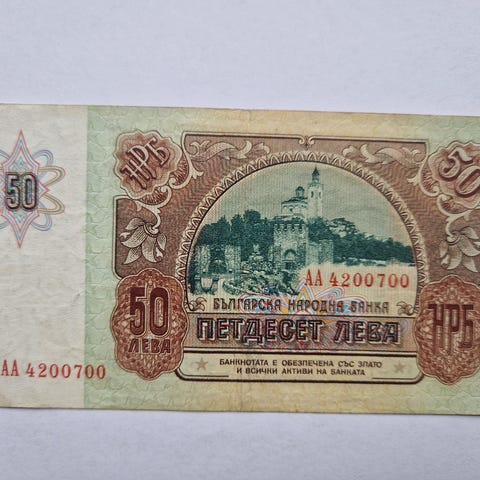 50
НРБ
50
АА 4200700
БЪЛГАРСКА НАРОДНА БАНКА
50 ЛЕВА
ПЕТДЕСЕТ ЛЕВА
НРБ
БАНКНОТАТА Е ОБЕЗПЕЧЕНА СЪС ЗЛАТО
И ВСИЧКИ АКТИВИ НА БАНКАТА
АА 4200700